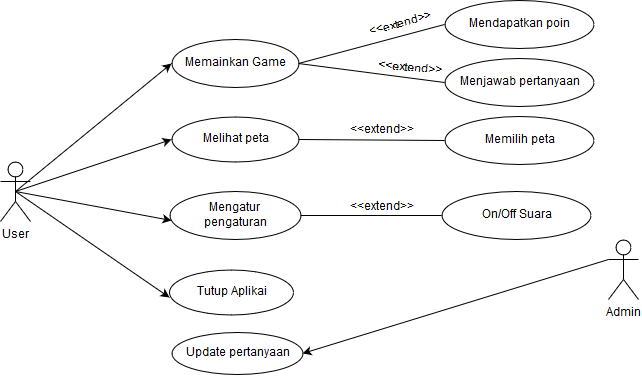 <<extend>>
Mendapatkan poin
Memainkan Game
<<extend>>
Menjawab pertanyaan
Melihat peta
<<extend>>
Memilih peta
User
Mengatur
pengaturan
<<extend>>
On/Off Suara
Tutup Aplikai
Admin
Update pertanyaan